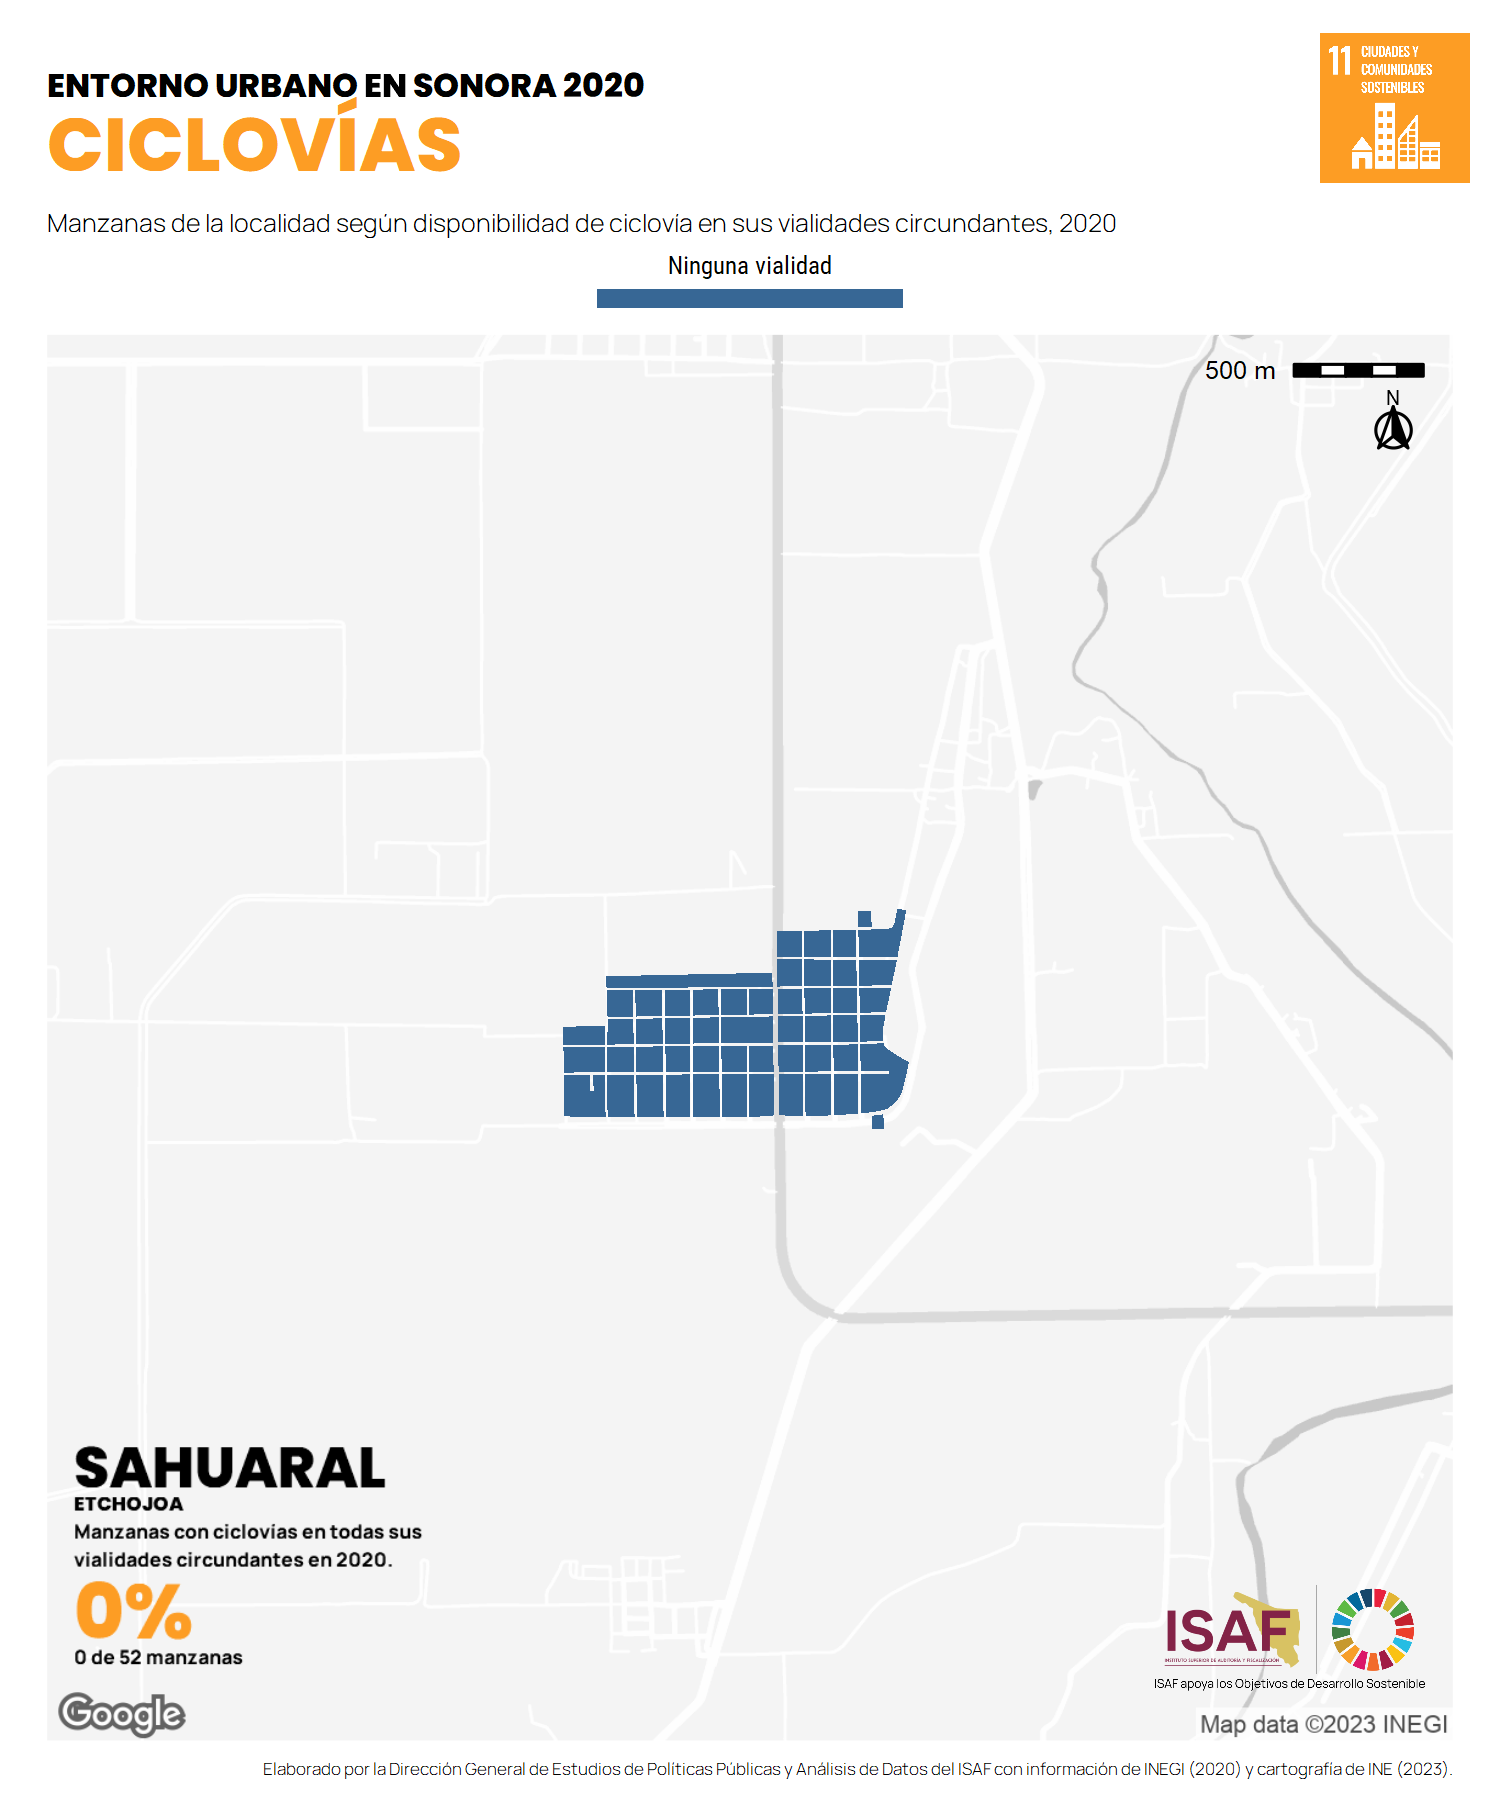 ENTORNO URBANO EN SONORA 2020
CICLOVÍAS
11 CIUDADES Y
COMUNIDADES
SOSTENIBLES
Manzanas de la localidad según disponibilidad de ciclovía en sus vialidades circundantes, 2020
Ninguna vialidad
500 m
N
SAHUARAL
ETCHOJOA
Manzanas con ciclovias en todas sus
vialidades circundantes en 2020.
0%
0 de 52 manzanas
Google
ISAF
INSTITUTO SUPERIOR DE AUDITORÍA Y FISCALIZACIÓN
ISAF apoya los Objetivos de Desarrollo Sostenible
Map data ©2023 INEGI
Elaborado por la Dirección General de Estudios de Políticas Públicas y Análisis de Datos del ISAF con información de INEGI (2020) y cartografía de INE (2023).